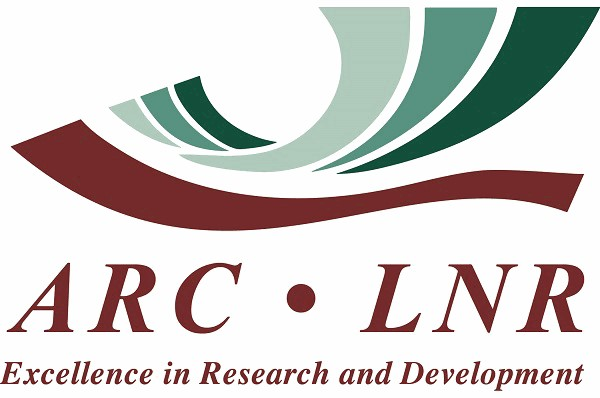 ARC • LNR
Excellence in Research and Development